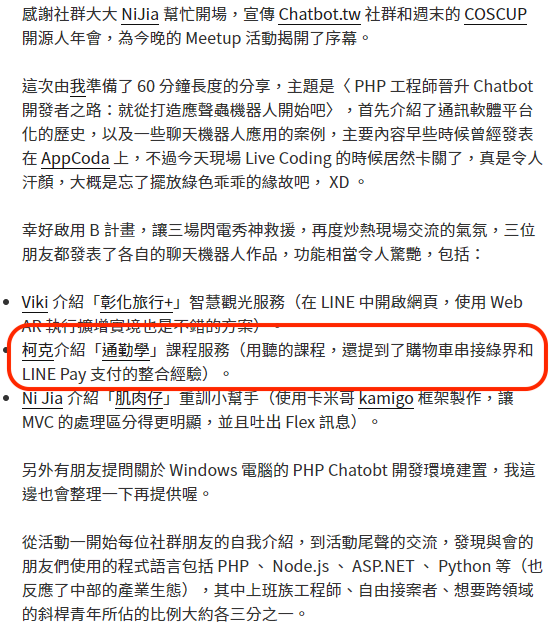 感謝社群大大 NiJia 幫忙開場，宣傳 Chatbot.tw 社群和週末的 COSCUP
開源人年會，為今晚的 Meetup 活動揭開了序幕。
這次由我準備了 60 分鐘長度的分享，主題是〈 PHP 工程師晉升 Chatbot
開發者之路：就從打造應聲蟲機器人開始吧〉，首先介紹了通訊軟體平台
化的歷史，以及一些聊天機器人應用的案例，主要內容早些時候曾經發表
在 AppCoda 上，不過今天現場 Live Coding 的時候居然卡關了，真是令人
汗顏，大概是忘了擺放綠色乖乖的緣故吧， XD 。
幸好啟用 B 計畫，讓三場閃電秀神救援，再度炒熱現場交流的氣氛，三位
朋友都發表了各自的聊天機器人作品，功能相當令人驚艷，包括：
Viki 介紹「彰化旅行+」智慧觀光服務（在 LINE 中開啟網頁，使用 Web
AR 執行擴增實境也是不錯的方案）。
柯克介紹「通勤學」課程服務（用聽的課程，還提到了購物車串接綠界和
LINE Pay 支付的整合經驗）。
Ni Jia 介紹「肌肉仔」重訓小幫手（使用卡米哥 kamigo 框架製作，讓
MVC 的處理區分得更明顯，並且吐出 Flex 訊息）。
另外有朋友提問關於 Windows 電腦的 PHP Chatobt 開發環境建置，我這
邊也會整理一下再提供喔。
從活動一開始每位社群朋友的自我介紹，到活動尾聲的交流，發現與會的
朋友們使用的程式語言包括 PHP 、 Node.js 、 ASP.NET 、 Python 等（也
反應了中部的產業生態），其中上班族工程師、自由接案者、想要跨領域
的斜槓青年所佔的比例大約各三分之一。